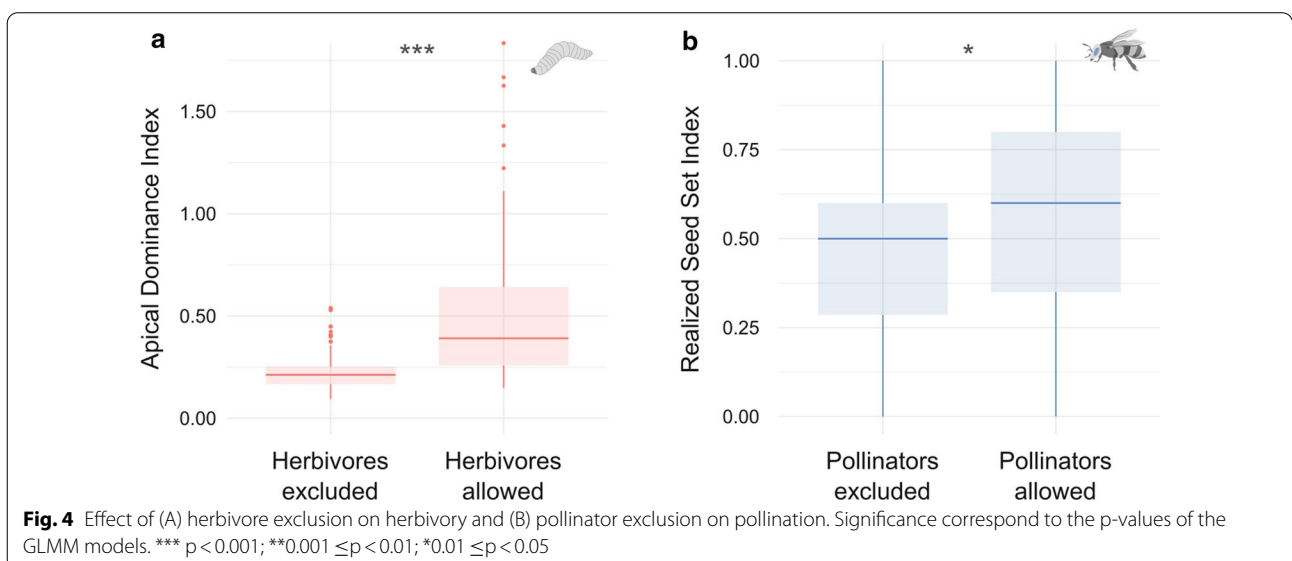 a
***
Apical Dominance Index
1.50
1.00
0.50
0.00
Herbivores
excluded
Herbivores
allowed
b
*
Realized Seed Set Index
1.00
0.75
0.50
0.25
0.00
Pollinators
excluded
Pollinators
allowed
Fig. 4 Effect of (A) herbivore exclusion on herbivory and (B) pollinator exclusion on pollination. Significance correspond to the p-values of the
GLMM models. *** p < 0.001; **0.001 ≤p < 0.01; *0.01 ≤p < 0.05